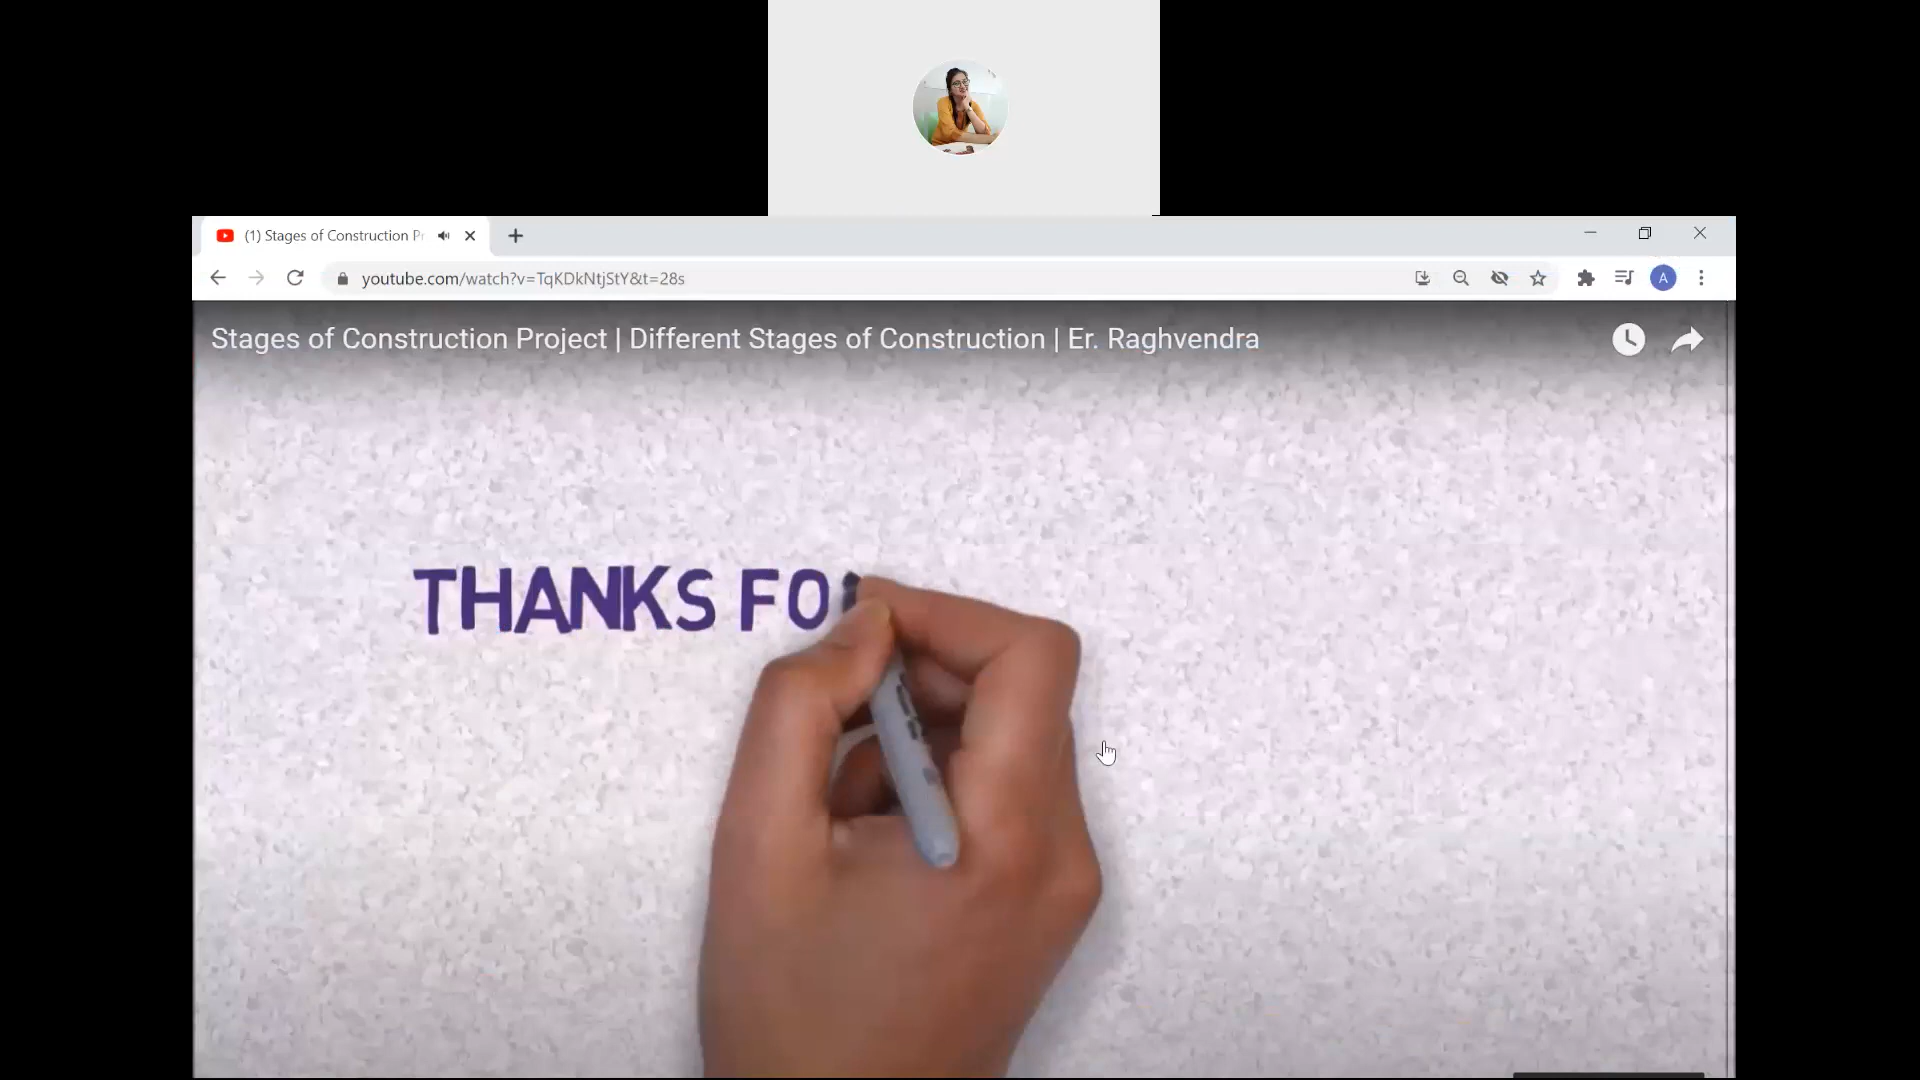 (1) Stages of Construction Pr
youtube.com/watch?v=TqKDkNtjStY&t=28s
A
Stages of Construction Project | Different Stages of Construction | Er. Raghvendra
THANKS FO